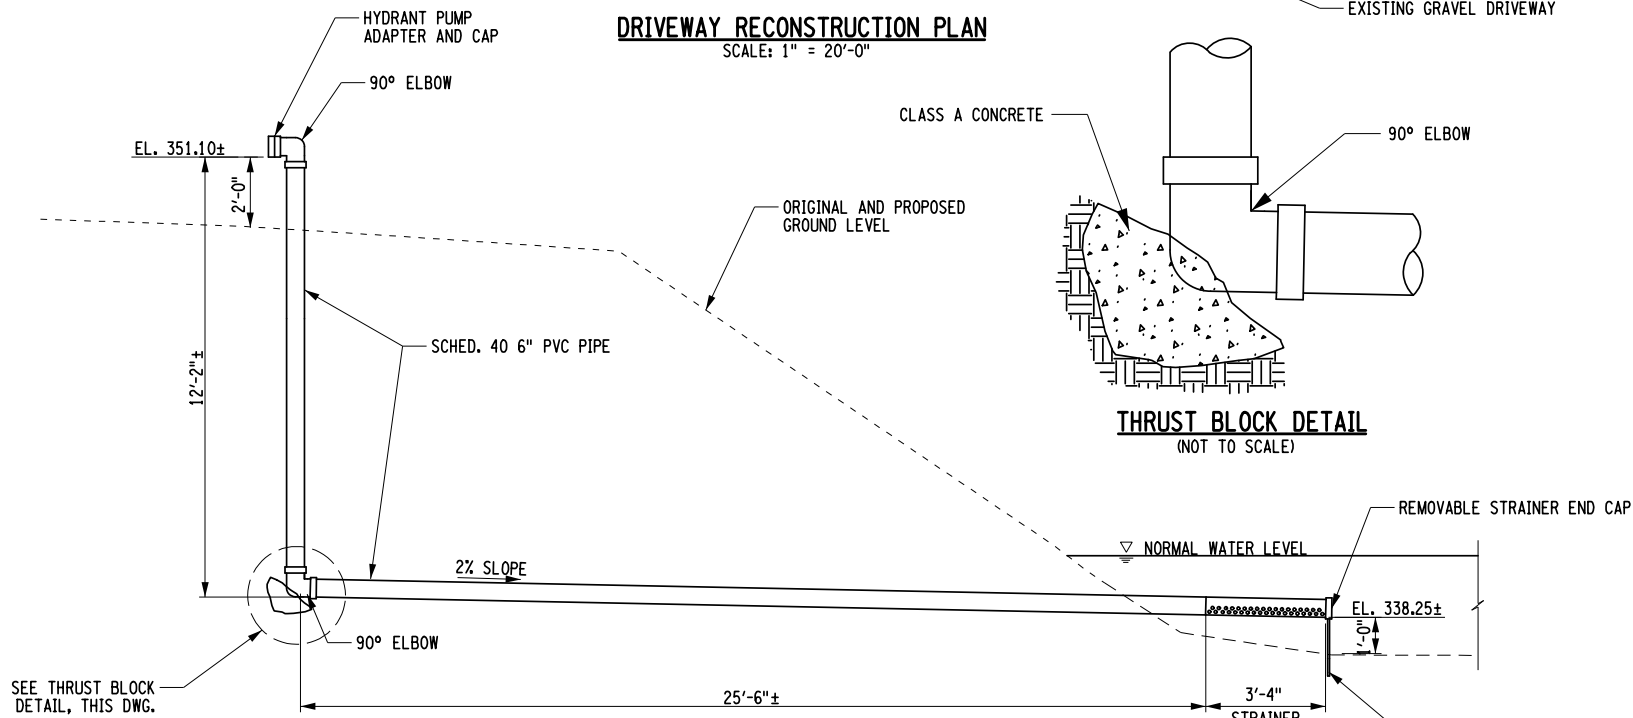 HYDRANT PUMP
ADAPTER AND CAP
DRIVEWAY RECONSTRUCTION PLAN
SCALE: 1" = 20'-0"
EXISTING GRAVEL DRIVEWAY
90° ELBOW
CLASS A CONCRETE
90° ELBOW
EL. 351.10±
2'-0"
ORIGINAL AND PROPOSED
GROUND LEVEL
SCHED. 40 6" PVC PIPE
12'-2"±
THRUST BLOCK DETAIL
(NOT TO SCALE)
REMOVABLE STRAINER END CAP
NORMAL WATER LEVEL
2% SLOPE
EL. 338.25±
1'-0"
90° ELBOW
SEE THRUST BLOCK
DETAIL, THIS DWG.
25'-6"±
3'-4"
STRAINER